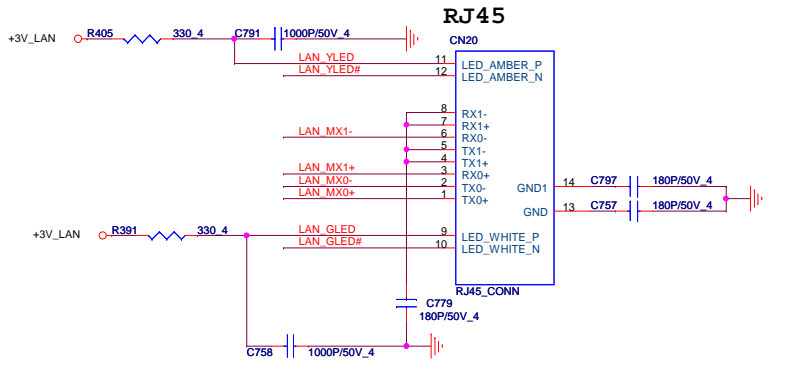 RJ45
R405 330_4 C791 1000P/50V_4
+3V_LAN
CN20
LAN_YLED 11 LED_AMBER_P
LAN_YLED# 12 LED_AMBER_N
8 RX1-
7 RX1+
LAN_MX1- 6 RX0-
5 TX1-
4 TX1+
LAN_MX1+ 3 RX0+
LAN_MX0- 2 TX0-
LAN_MX0+ 1 TX0+
GND1 14 C797 180P/50V_4
GND 13 C757 180P/50V_4
+3V_LAN R391 330_4
LAN_GLED 9 LED_WHITE_P
LAN_GLED# 10 LED_WHITE_N
RJ45_CONN
C779
180P/50V_4
C758 1000P/50V_4